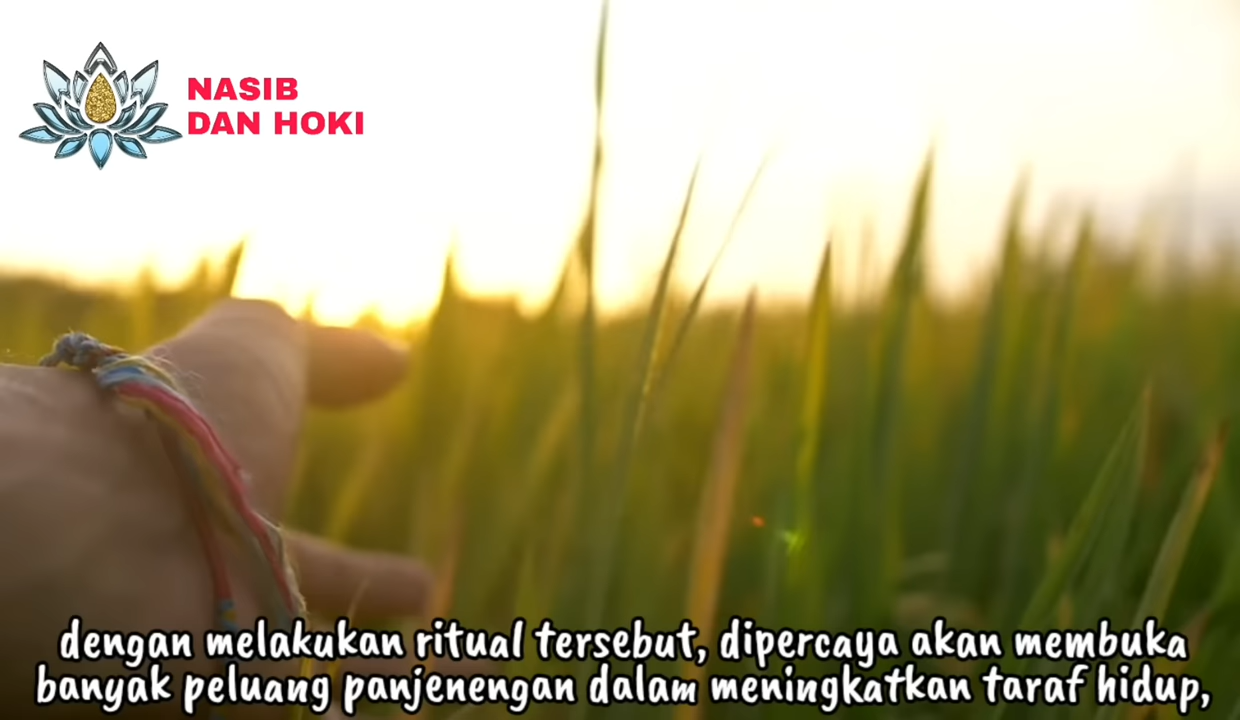 NASIB
DAN HOKI
dengan melakukan ritual tersebut, dipercaya akan membuka
banyak peluang panjenengan dalam meningkatkan taraf hidup,